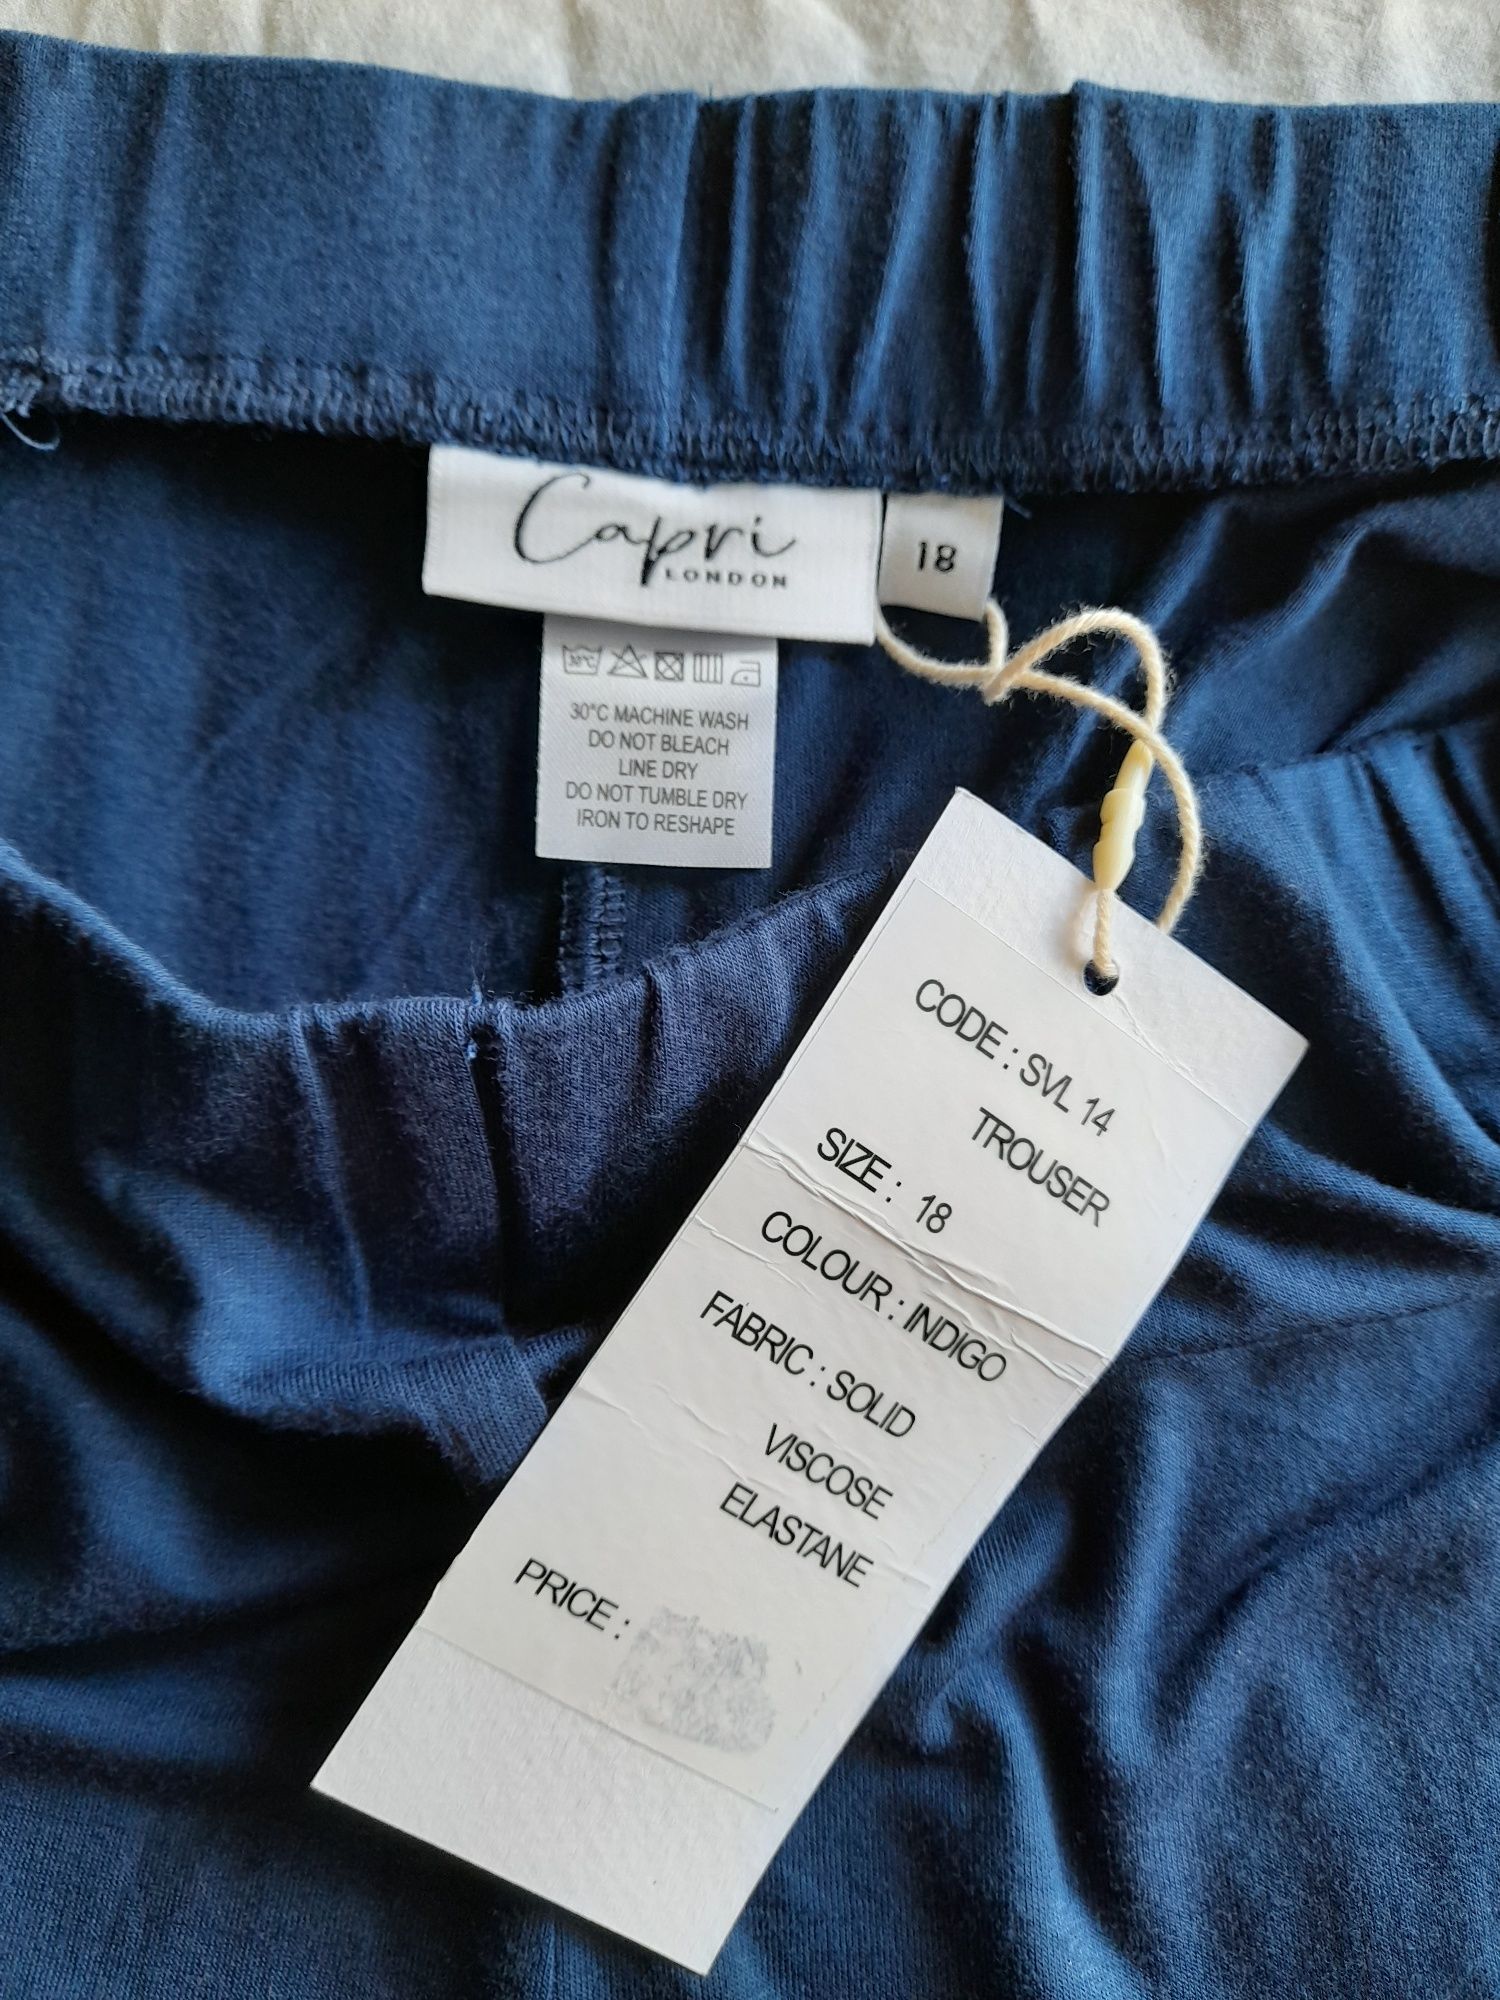 Capri
LONDON
18
30°C
30°C MACHINE WASH
DO NOT BLEACH
LINE DRY
DO NOT TUMBLE DRY
IRON TO RESHAPE
CODE : SVL 14
TROUSER
SIZE : 18
COLOUR : INDIGO
FABRIC : SOLID
VISCOSE
ELASTANE
PRICE :